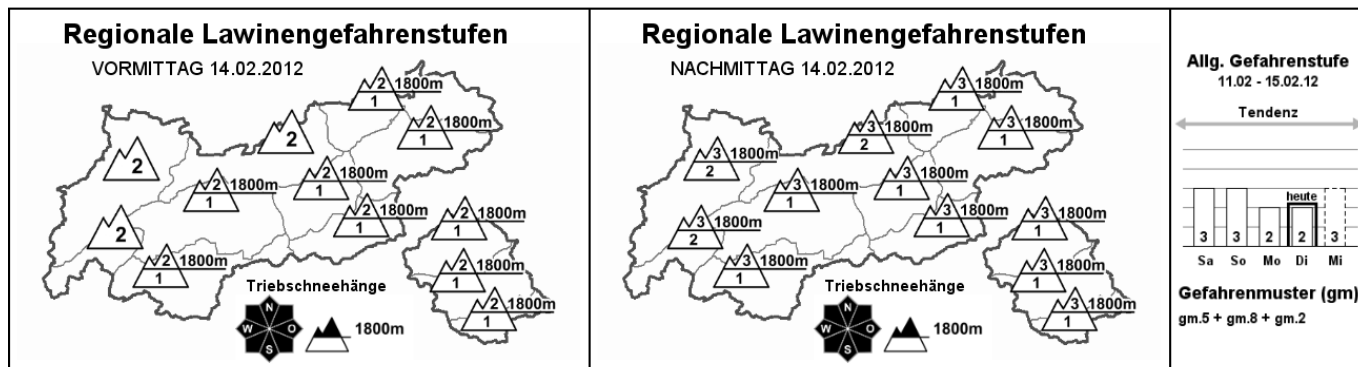 Regionale Lawinengefahrenstufen
VORMITTAG 14.02.2012
2 1800m
1
2
2 1800m
1
2
2 1800m
1
2 1800m
1
2
2 1800m
1
2 1800m
1
2 1800m
1
2 1800m
1
2 1800m
1
Triebschneehänge
N
W O
S
1800m
Regionale Lawinengefahrenstufen
NACHMITTAG 14.02.2012
3 1800m
1
3 1800m
2
3 1800m
1
3 1800m
2
3 1800m
1
3 1800m
1
3 1800m
2
3 1800m
1
3 1800m
1
3 1800m
1
3 1800m
1
3 1800m
1
Triebschneehänge
N
W O
S
1800m
Allg. Gefahrenstufe
11.02 - 15.02.12
Tendenz
heute
3 3 2 2 3
Sa So Mo Di Mi
Gefahrenmuster (gm)
gm.5 + gm.8 + gm.2